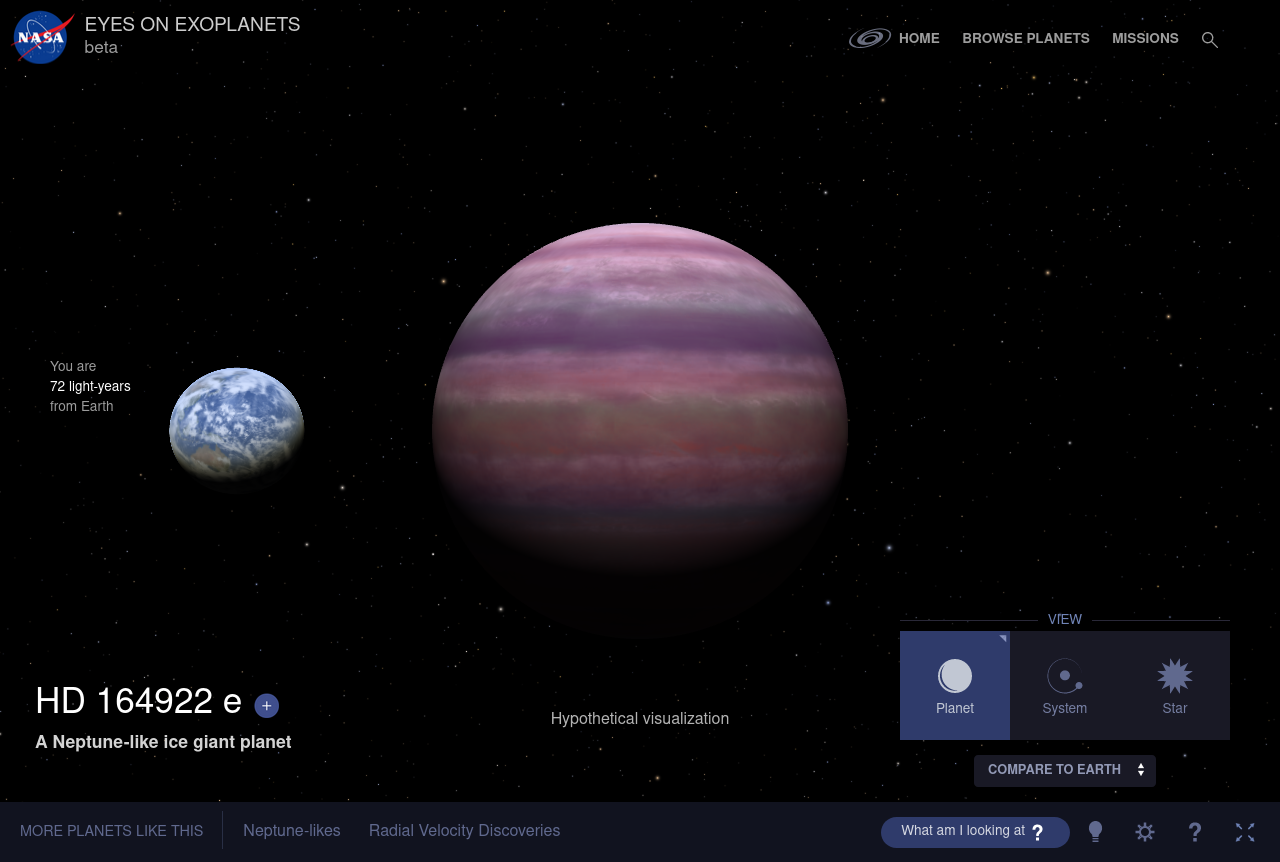 NASA
EYES ON EXOPLANETS
beta
HOME
BROWSE PLANETS
MISSIONS
You are
72 light-years
from Earth
VIEW
Planet
System
Star
HD 164922 e +
A Neptune-like ice giant planet
Hypothetical visualization
COMPARE TO EARTH
MORE PLANETS LIKE THIS
Neptune-likes
Radial Velocity Discoveries
What am I looking at ?
?